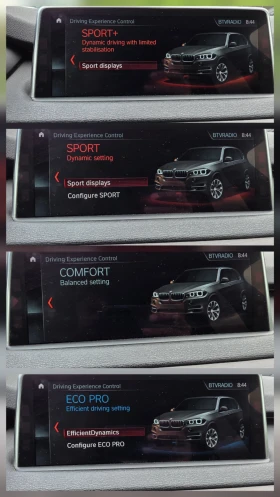 Driving Experience Control BTVRADIO 8:44
SPORT+
Dynamic driving with limited
stabilisation
Sport displays
Driving Experience Control BTVRADIO 8:44
SPORT
Dynamic setting
Sport displays
Configure SPORT
Driving Experience Control BTVRADIO 8:44
COMFORT
Balanced setting
Driving Experience Control BTVRADIO 8:44
ECO PRO
Efficient driving setting
EfficientDynamics
Configure ECO PRO